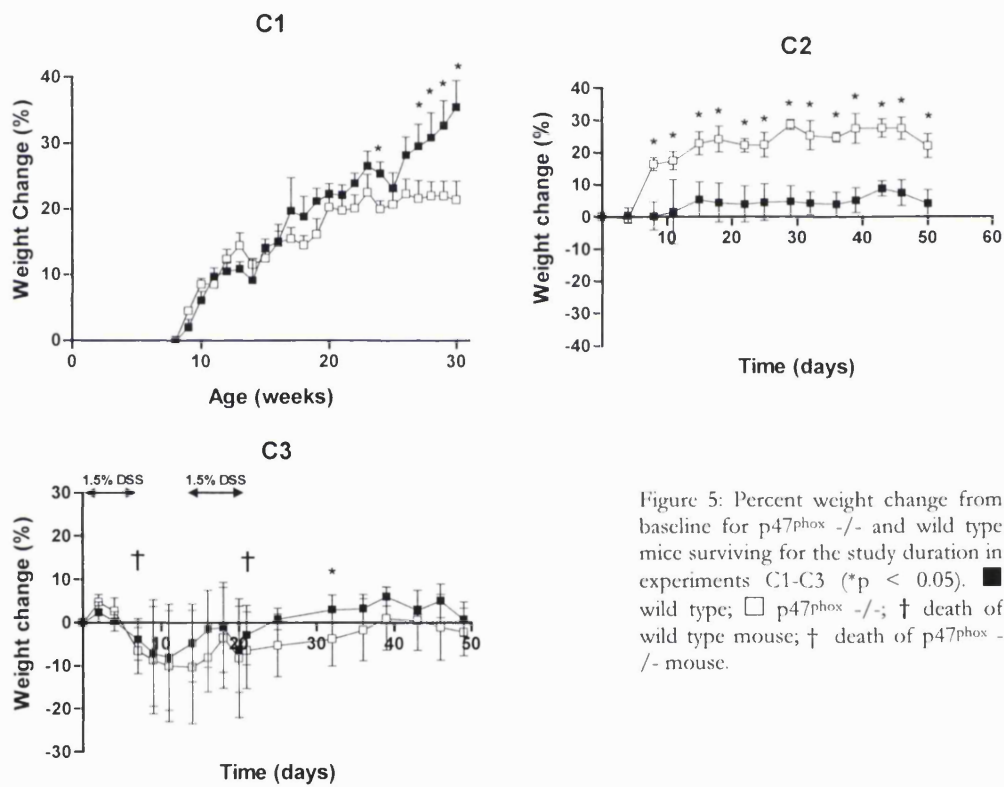 C1
40
30
20
10
0
Weight Change (%)
* * * * *
0 10 20 30
Age (weeks)
C2
40
30
20
10
0
-10
-20
-30
-40
Weight change (%)
* * * * * * * * * * * *
10 20 30 40 50 60
Time (days)
C3
1.5% DSS 1.5% DSS
30
20
10
0
-10
-20
-30
Weight change (%)
† †
*
10 20 30 40 50
Time (days)
Figure 5: Percent weight change from
baseline for p47phox -/- and wild type
mice surviving for the study duration in
experiments C1-C3 (*p < 0.05). ■
wild type; □ p47phox -/-; † death of
wild type mouse; † death of p47phox -
/- mouse.